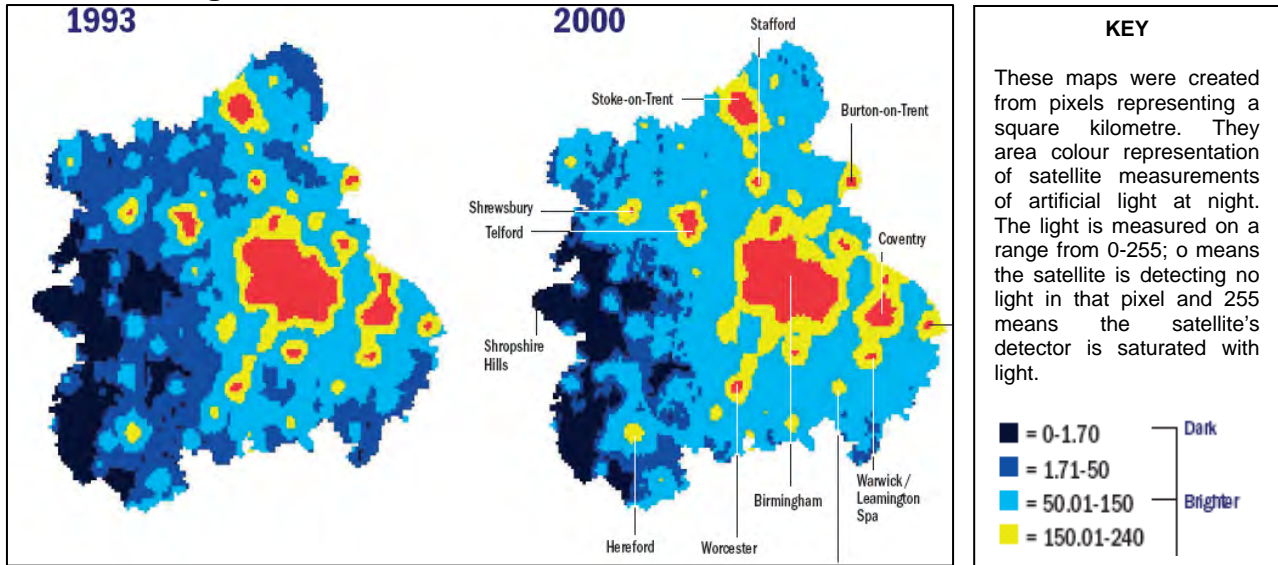 1993
2000
Stafford
Stoke-on-Trent
Burton-on-Trent
Shrewsbury
Telford
Coventry
Shropshire
Hills
Warwick /
Leamington
Spa
Birmingham
Hereford
Worcester
KEY
These maps were created
from pixels representing a
square kilometre. They
area colour representation
of satellite measurements
of artificial light at night.
The light is measured on a
range from 0-255; o means
the satellite is detecting no
light in that pixel and 255
means the satellite's
detector is saturated with
light.
= 0-1.70
Dark
= 1.71-50
= 50.01-150
Brighter
= 150.01-240